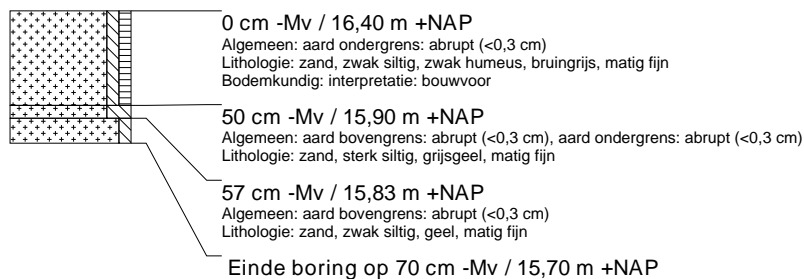 0 cm -Mv / 16,40 m +NAP
Algemeen: aard ondergrens: abrupt (<0,3 cm)
Lithologie: zand, zwak siltig, zwak humeus, bruingrijs, matig fijn
Bodemkundig: interpretatie: bouwvoor
50 cm -Mv / 15,90 m +NAP
Algemeen: aard bovengrens: abrupt (<0,3 cm), aard ondergrens: abrupt (<0,3 cm)
Lithologie: zand, sterk siltig, grijsgeel, matig fijn
57 cm -Mv / 15,83 m +NAP
Algemeen: aard bovengrens: abrupt (<0,3 cm)
Lithologie: zand, zwak siltig, geel, matig fijn
Einde boring op 70 cm -Mv / 15,70 m +NAP